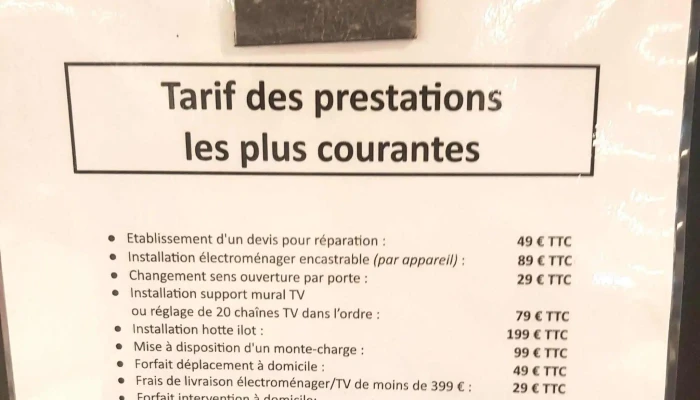 Tarif des prestations
les plus courantes
• Etablissement d'un devis pour réparation : 49 € TTC
• Installation électroménager encastrable (par appareil) : 89 € TTC
• Changement sens ouverture par porte : 29 € TTC
• Installation support mural TV
ou réglage de 20 chaînes TV dans l'ordre : 79 € TTC
• Installation hotte ilot : 199 € TTC
• Mise à disposition d'un monte-charge : 99 € TTC
• Forfait déplacement à domicile : 49 € TTC
• Frais de livraison électroménager/TV de moins de 399 € : 29 € TTC
• Forfait intervention à domicile: